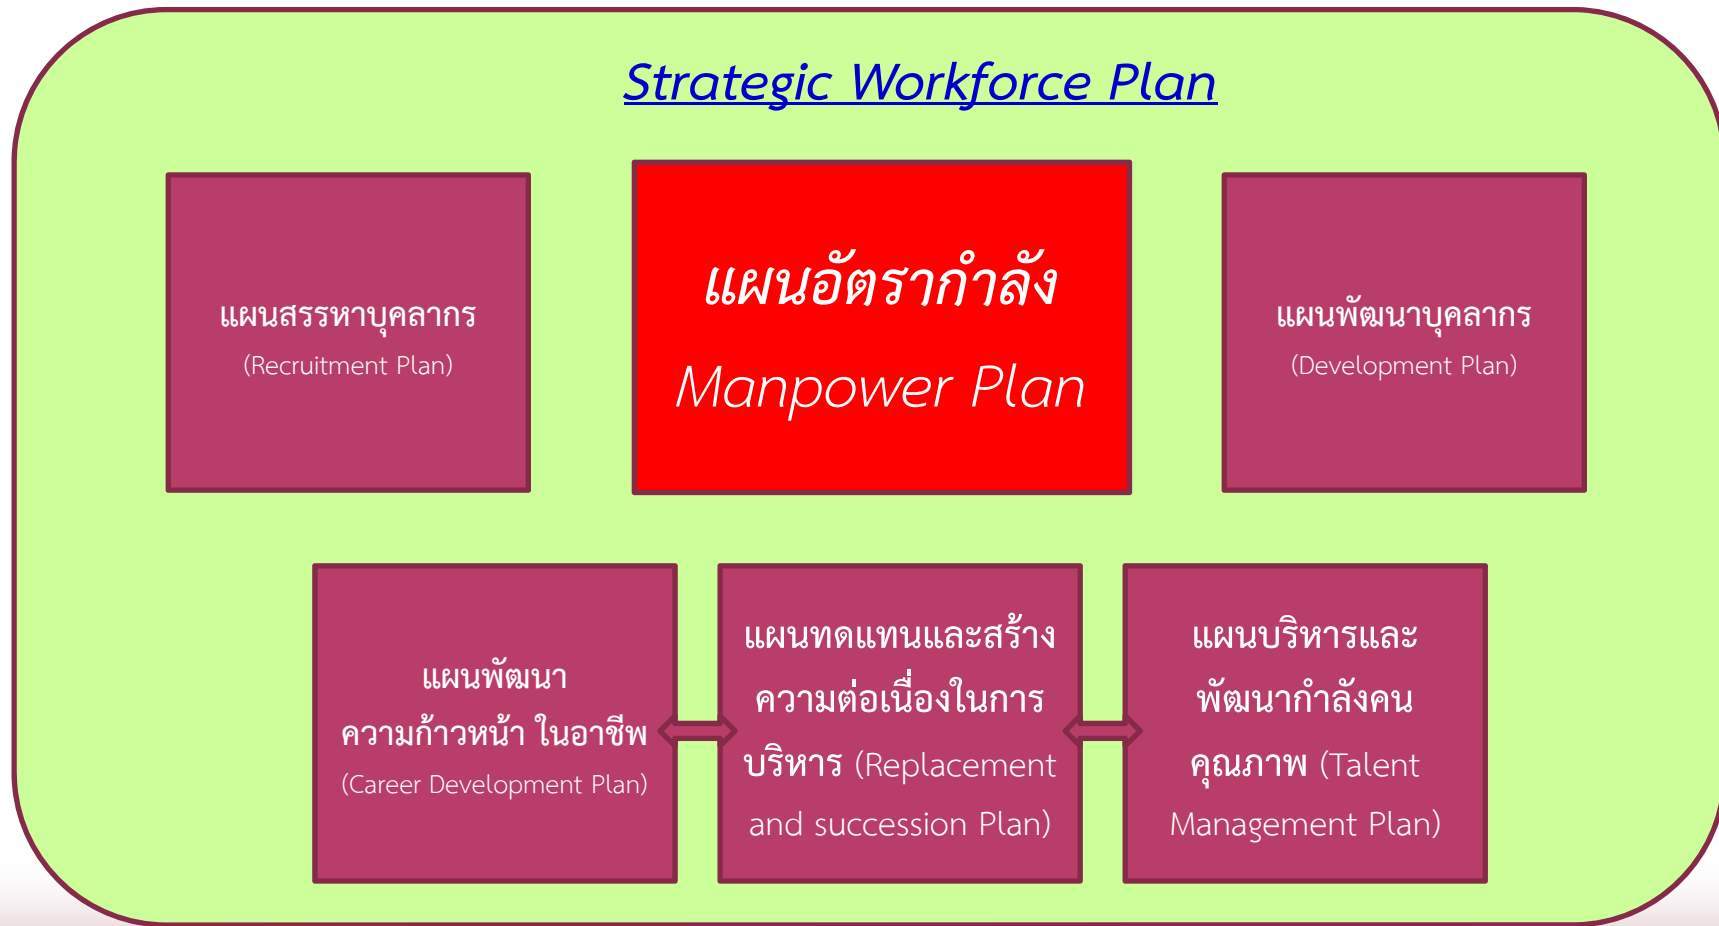 Strategic Workforce Plan
แผนสรรหาบุคลากร
(Recruitment Plan)
แผนอัตรากำลัง
Manpower Plan
แผนพัฒนาบุคลากร
(Development Plan)
แผนพัฒนา
ความก้าวหน้า ในอาชีพ
(Career Development Plan)
แผนทดแทนและสร้าง
ความต่อเนื่องในการ
บริหาร (Replacement
and succession Plan)
แผนบริหารและ
พัฒนากำลังคน
คุณภาพ (Talent
Management Plan)